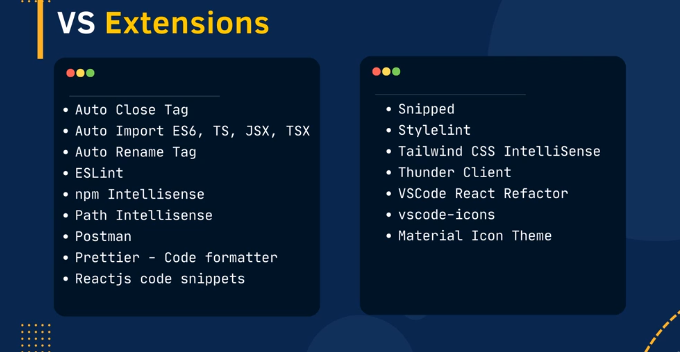 VS Extensions
• Auto Close Tag
• Auto Import ES6, TS, JSX, TSX
• Auto Rename Tag
• ESLint
• npm Intellisense
• Path Intellisense
• Postman
• Prettier - Code formatter
• Reactjs code snippets
• Snipped
• Stylelint
• Tailwind CSS IntelliSense
• Thunder Client
• VSCode React Refactor
• vscode-icons
• Material Icon Theme